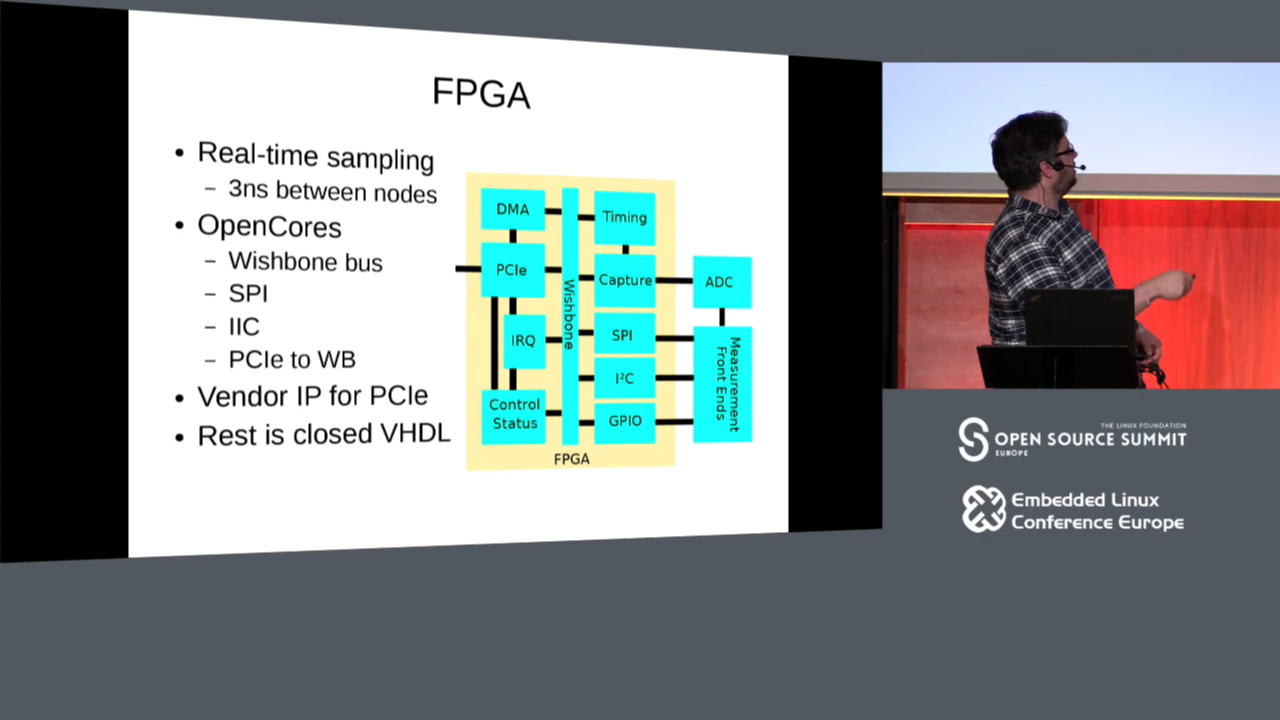 FPGA
• Real-time sampling
– 3ns between nodes
• OpenCores
– Wishbone bus
– SPI
– IIC
– PCIe to WB
• Vendor IP for PCIe
• Rest is closed VHDL
DMA
PCIe
IRQ
Control
Status
Wishbone
Timing
Capture
SPI
I²C
GPIO
FPGA
ADC
Measurement
Front Ends
THE LINUX FOUNDATION
OPEN SOURCE SUMMIT
EUROPE
Embedded Linux
Conference Europe